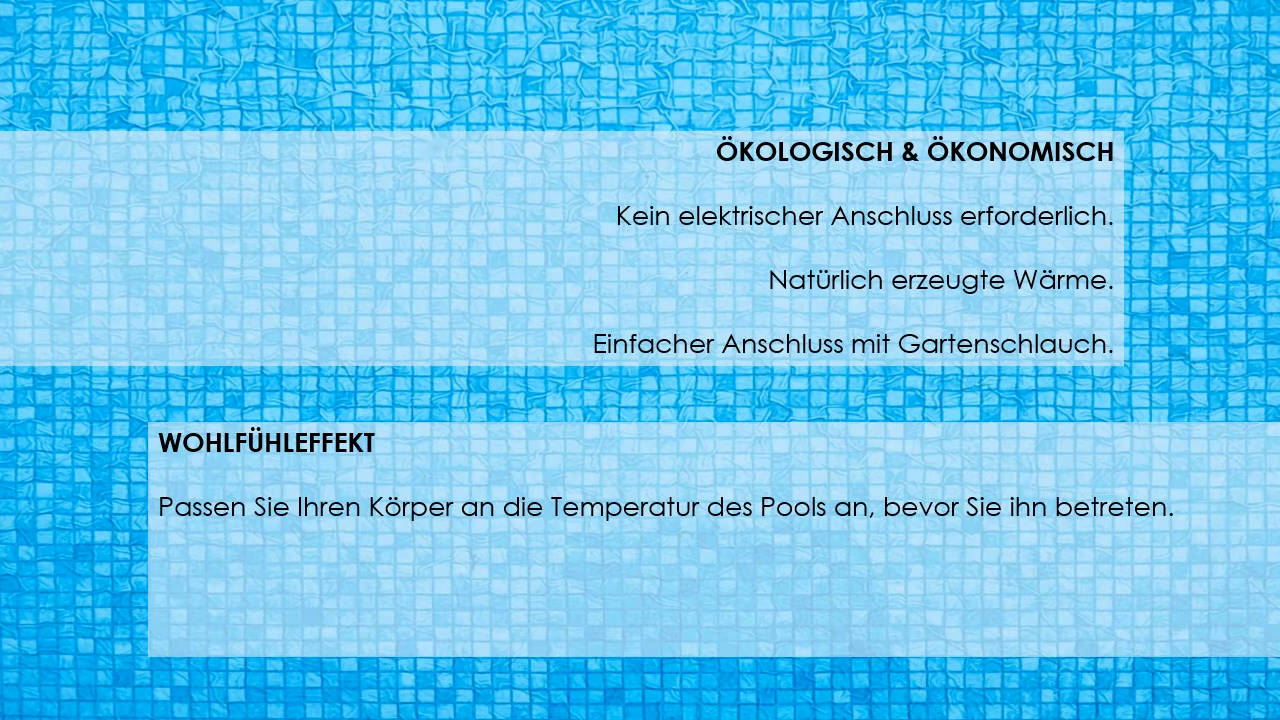 ÖKOLOGISCH & ÖKONOMISCH
Kein elektrischer Anschluss erforderlich.
Natürlich erzeugte Wärme.
Einfacher Anschluss mit Gartenschlauch.
WOHLFÜHLEFFEKT
Passen Sie Ihren Körper an die Temperatur des Pools an, bevor Sie ihn betreten.